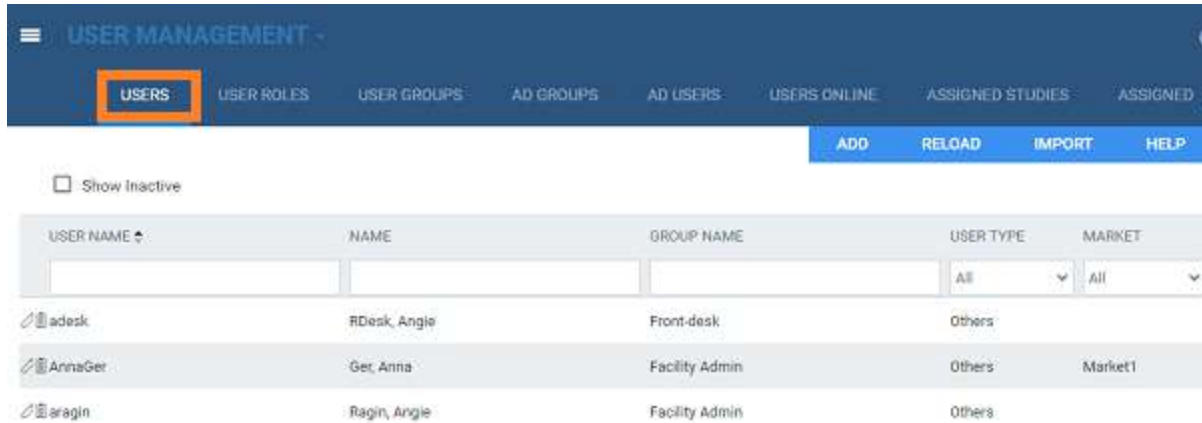 USER MANAGEMENT
USERS USER ROLES USER GROUPS AD GROUPS AD USERS USERS ONLINE ASSIGNED STUDIES ASSIGNED
ADD RELOAD IMPORT HELP
Show Inactive
USER NAME NAME GROUP NAME USER TYPE MARKET
All All
adesk RDesk, Angie Front-desk Others
AnnaGer Ger, Anna Facility Admin Others Market1
aragin Ragin, Angie Facility Admin Others